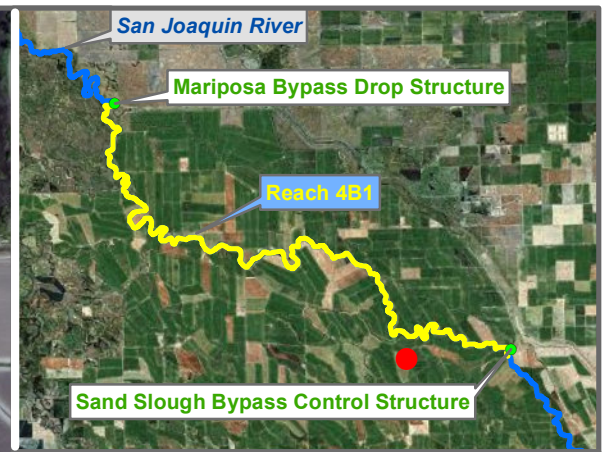 San Joaquin River
Mariposa Bypass Drop Structure
Reach 4B1
Sand Slough Bypass Control Structure